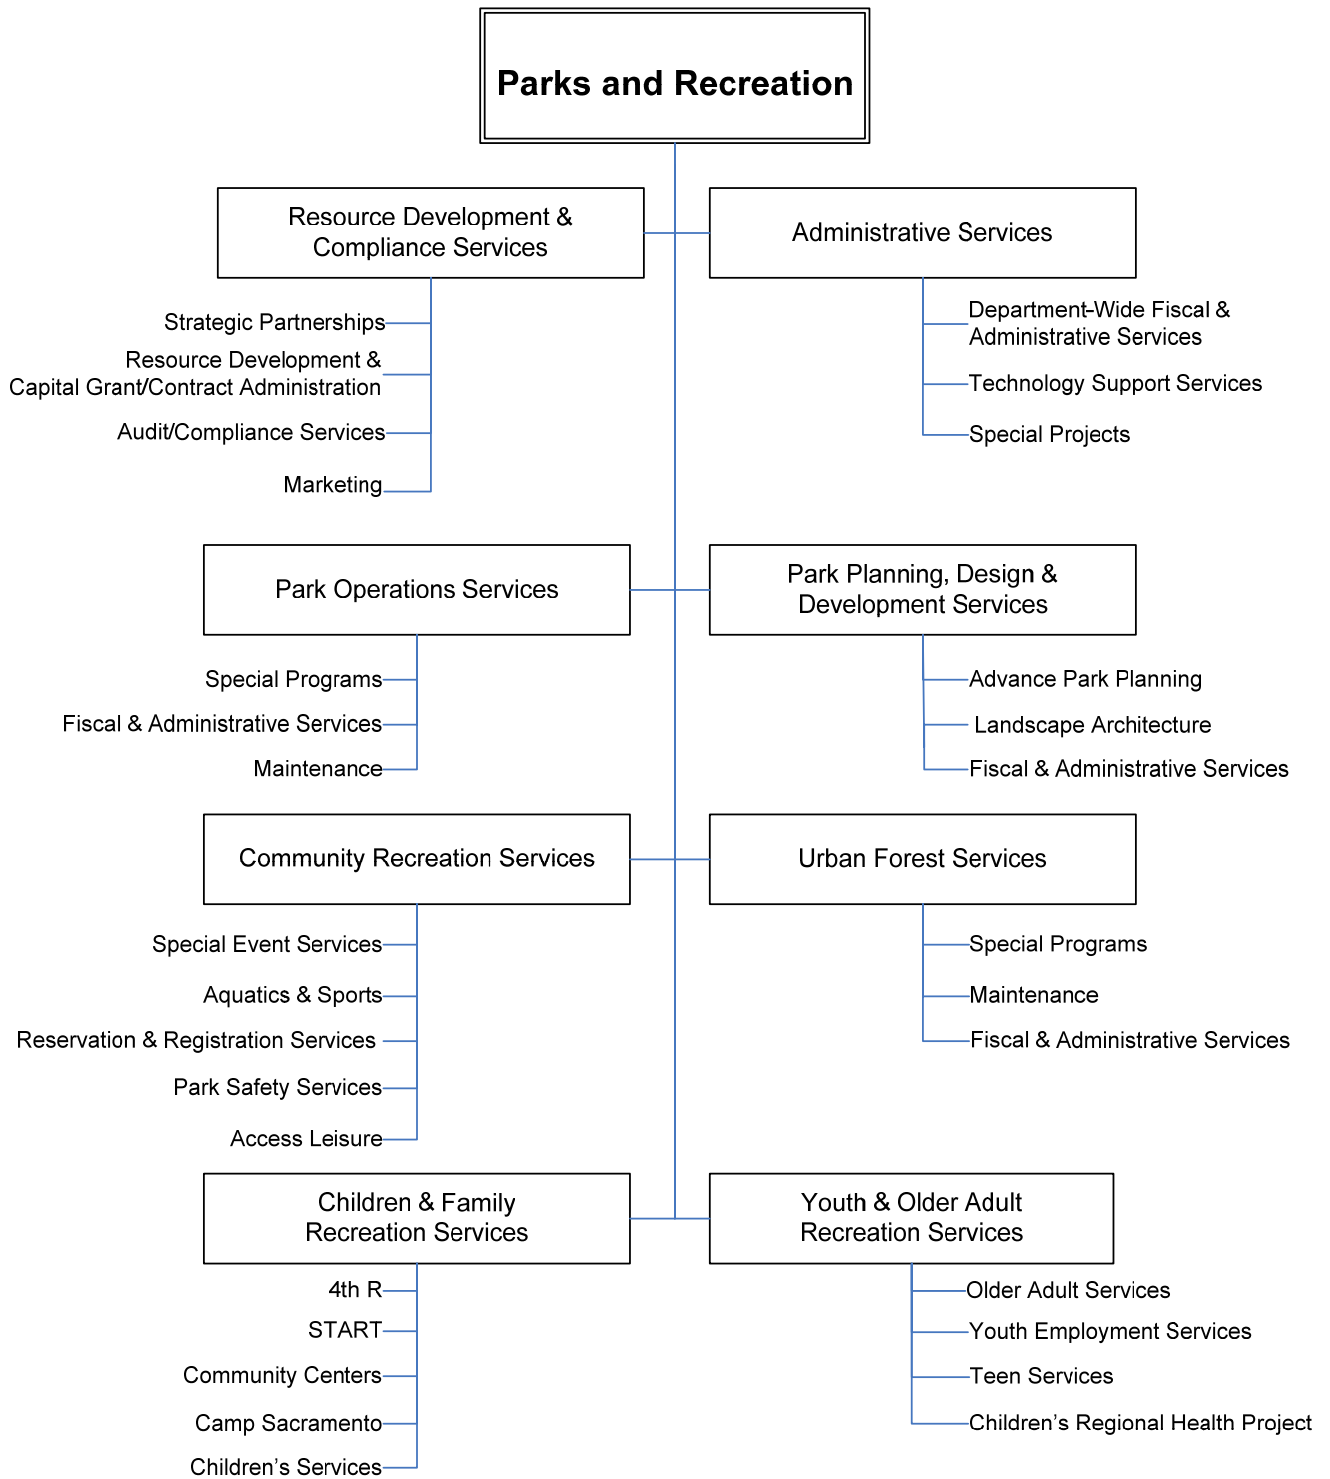 Parks and Recreation
Resource Development &
Compliance Services
Strategic Partnerships
Resource Development &
Capital Grant/Contract Administration
Audit/Compliance Services
Marketing
Administrative Services
Department-Wide Fiscal &
Administrative Services
Technology Support Services
Special Projects
Park Operations Services
Special Programs
Fiscal & Administrative Services
Maintenance
Park Planning, Design &
Development Services
Advance Park Planning
Landscape Architecture
Fiscal & Administrative Services
Community Recreation Services
Special Event Services
Aquatics & Sports
Reservation & Registration Services
Park Safety Services
Access Leisure
Urban Forest Services
Special Programs
Maintenance
Fiscal & Administrative Services
Children & Family
Recreation Services
4th R
START
Community Centers
Camp Sacramento
Children’s Services
Youth & Older Adult
Recreation Services
Older Adult Services
Youth Employment Services
Teen Services
Children’s Regional Health Project